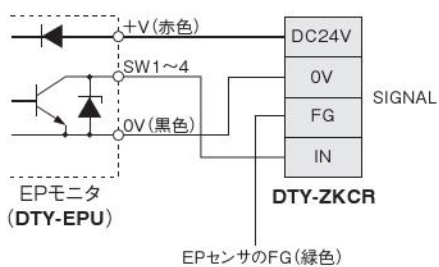 +V(赤色)
SW1～4
0V(黒色)
EPモニタ
(DTY-EPU)
DC24V
0V
FG
IN
SIGNAL
DTY-ZKCR
EPセンサのFG(緑色)